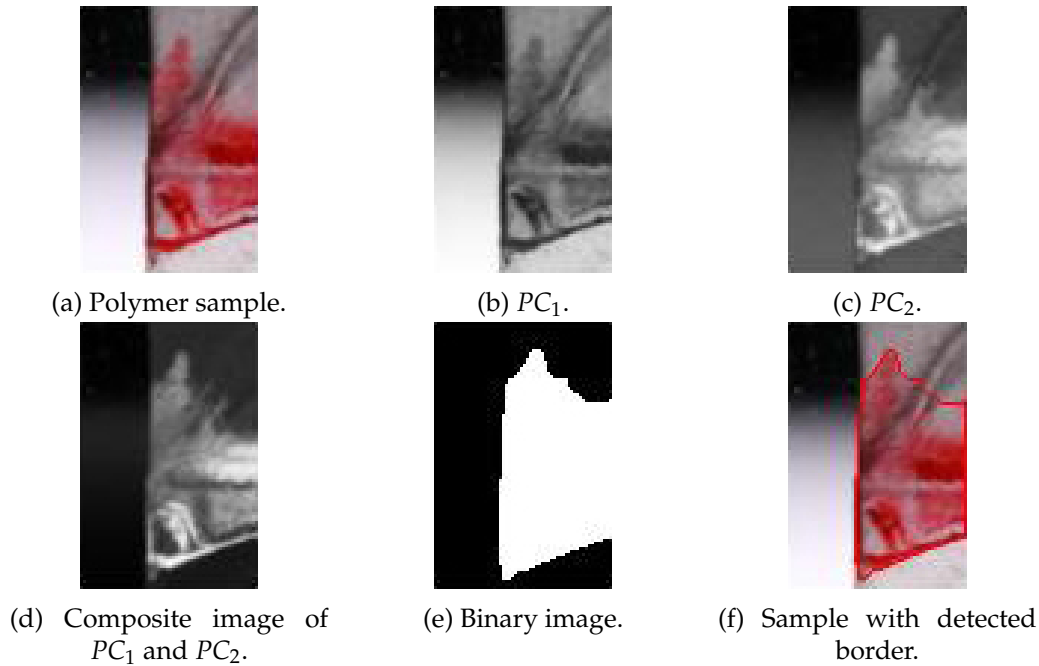 (a) Polymer sample.
(b) PC₁.
(c) PC₂.
(d) Composite image of
PC₁ and PC₂.
(e) Binary image.
(f) Sample with detected
border.